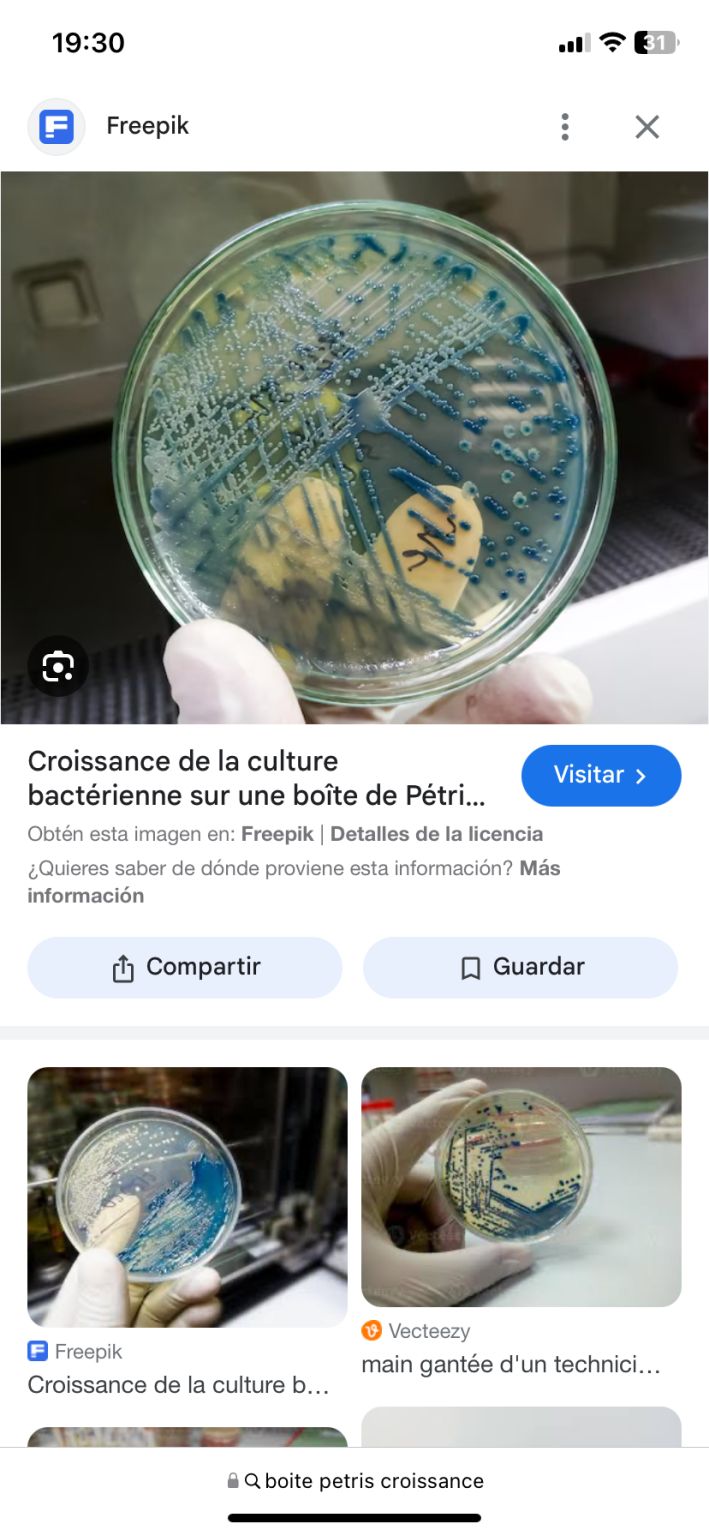 19:30
31
Freepik
Croissance de la culture
bactérienne sur une boîte de Pétri...
Visitar
Obtén esta imagen en: Freepik | Detalles de la licencia
¿Quieres saber de dónde proviene esta información? Más
información
Compartir
Guardar
Freepik
Croissance de la culture b...
Vecteezy
main gantée d'un technici...
boite petris croissance